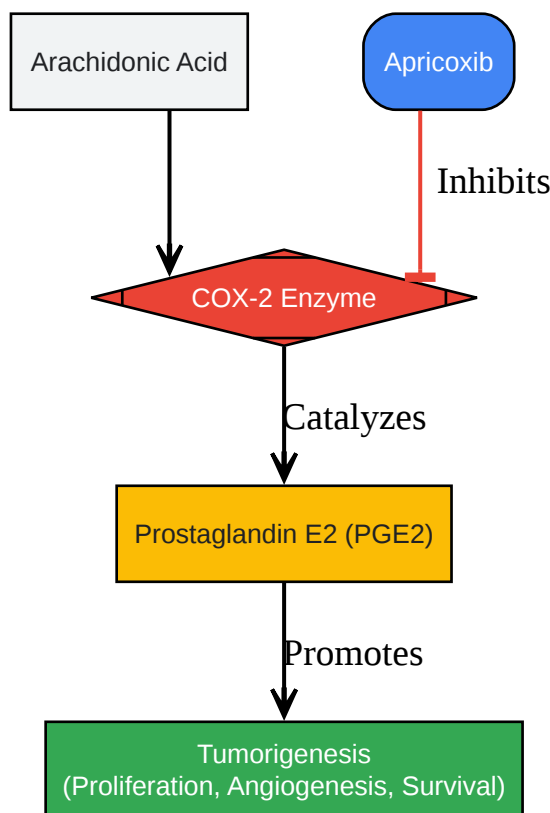 Arachidonic Acid
Apricoxib
Inhibits
COX-2 Enzyme
Catalyzes
Prostaglandin E2 (PGE2)
Promotes
Tumorigenesis
(Proliferation, Angiogenesis, Survival)